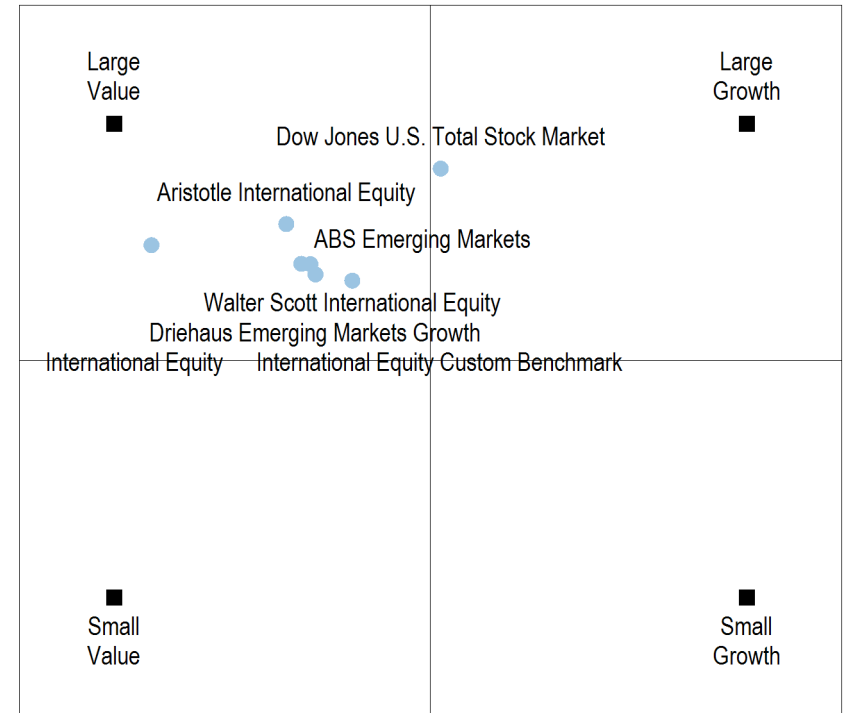 Large
Value
Large
Growth
Dow Jones U.S. Total Stock Market
Aristotle International Equity
ABS Emerging Markets
Walter Scott International Equity
Driehaus Emerging Markets Growth
International Equity
International Equity Custom Benchmark
Small
Value
Small
Growth